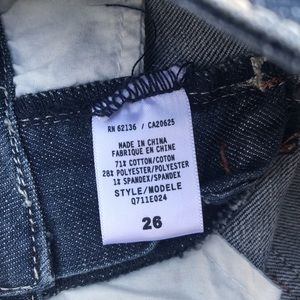 RN 62136 / CA20625
MADE IN CHINA
FABRIQUE EN CHINE
71% COTTON/COTON
28% POLYESTER/POLYESTER
1% SPANDEX/SPANDEX
STYLE/MODELE
Q711E024
26